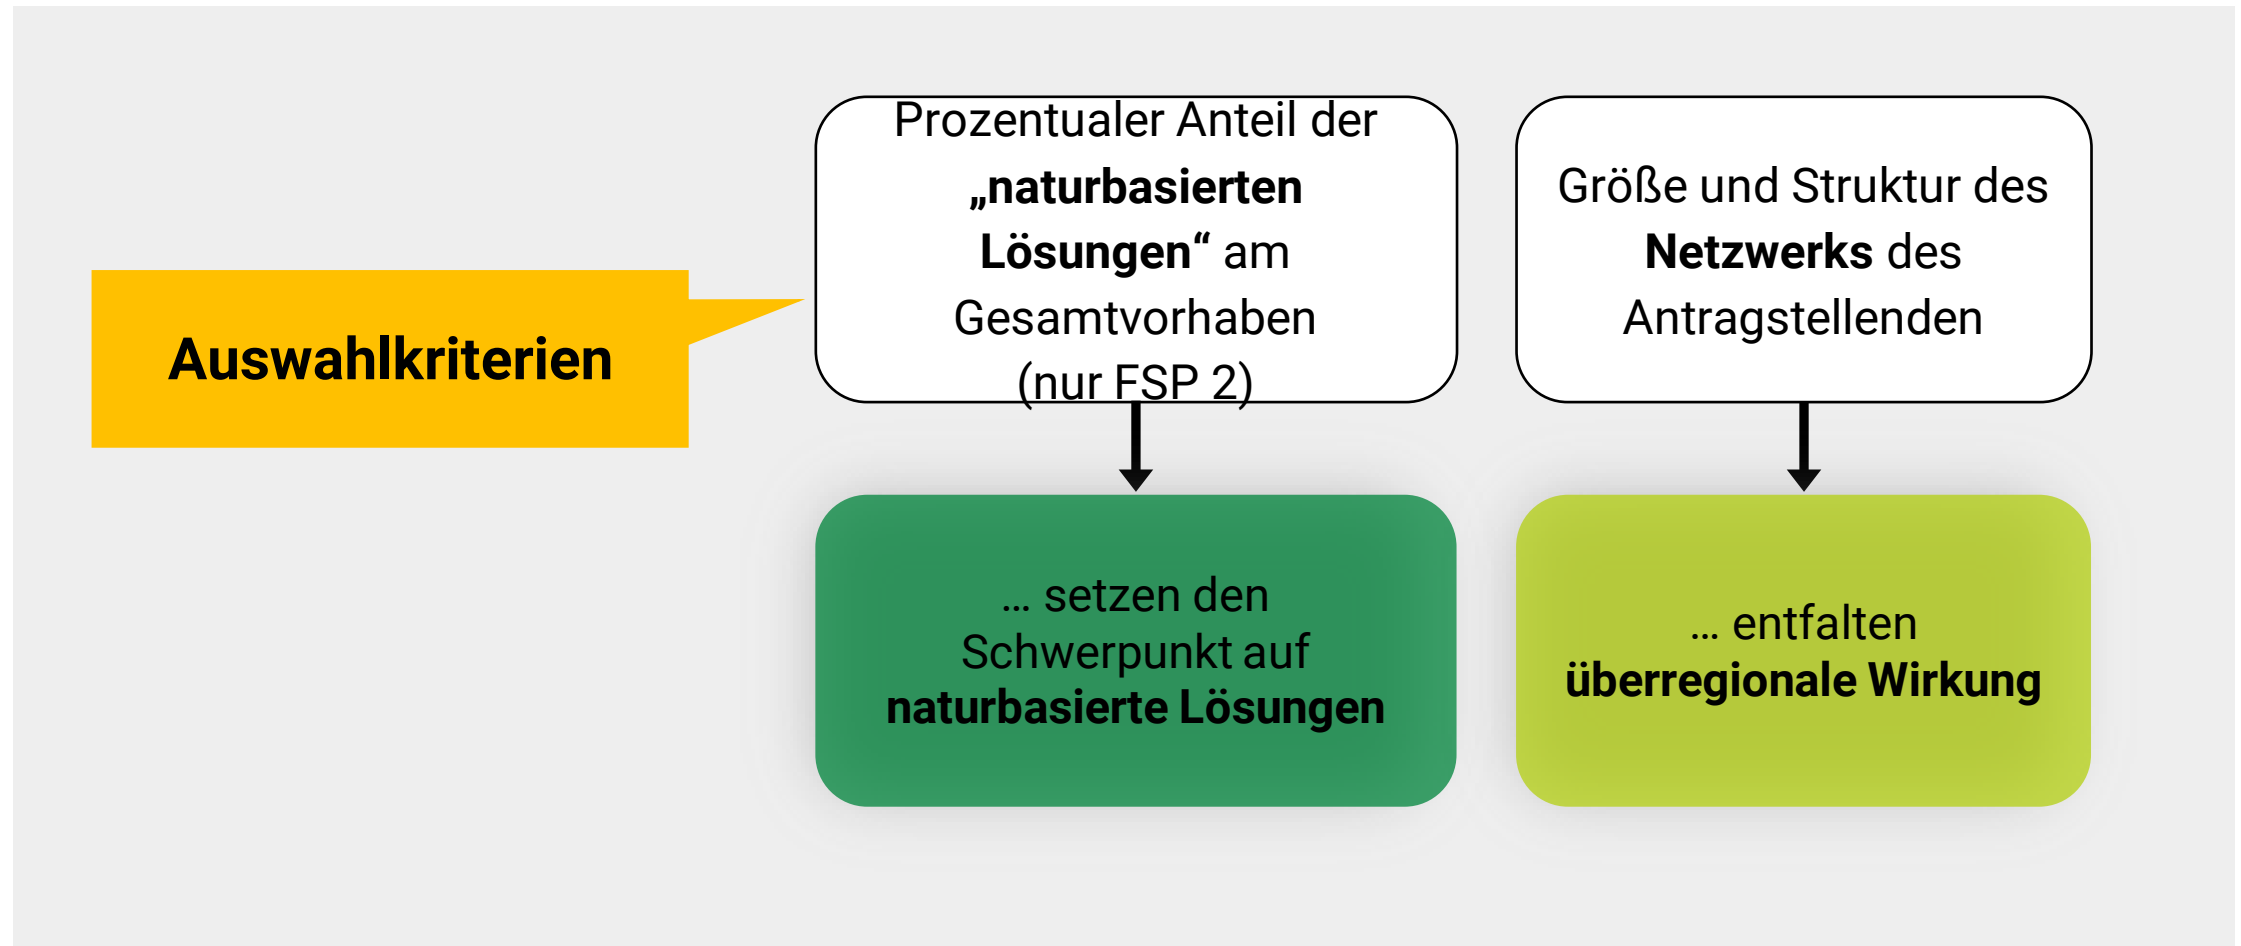 Auswahlkriterien
Prozentualer Anteil der
„naturbasierten
Lösungen“ am
Gesamtvorhaben
(nur FSP 2)
Größe und Struktur des
Netzwerks des
Antragstellenden
... setzen den
Schwerpunkt auf
naturbasierte Lösungen
... entfalten
überregionale Wirkung